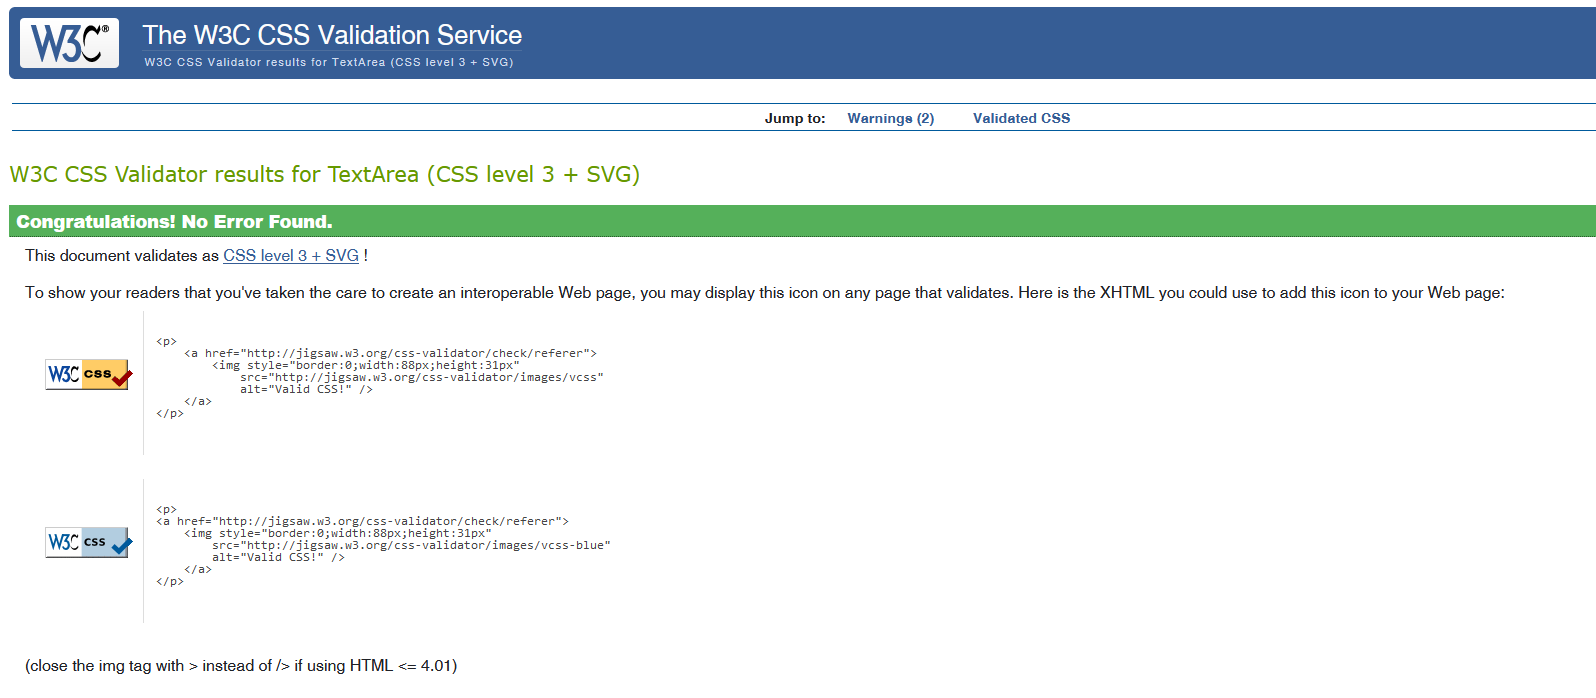 W3C® The W3C CSS Validation Service
W3C CSS Validator results for TextArea (CSS level 3 + SVG)
Jump to: Warnings (2) Validated CSS
W3C CSS Validator results for TextArea (CSS level 3 + SVG)
Congratulations! No Error Found.
This document validates as CSS level 3 + SVG !
To show your readers that you've taken the care to create an interoperable Web page, you may display this icon on any page that validates. Here is the XHTML you could use to add this icon to your Web page:
W3C css
<p>
    <a href="http://jigsaw.w3.org/css-validator/check/referer">
        <img style="border:0;width:88px;height:31px"
            src="http://jigsaw.w3.org/css-validator/images/vcss"
            alt="Valid CSS!" />
    </a>
</p>
W3C css
<p>
<a href="http://jigsaw.w3.org/css-validator/check/referer">
    <img style="border:0;width:88px;height:31px"
        src="http://jigsaw.w3.org/css-validator/images/vcss-blue"
        alt="Valid CSS!" />
    </a>
</p>
(close the img tag with > instead of /> if using HTML <= 4.01)